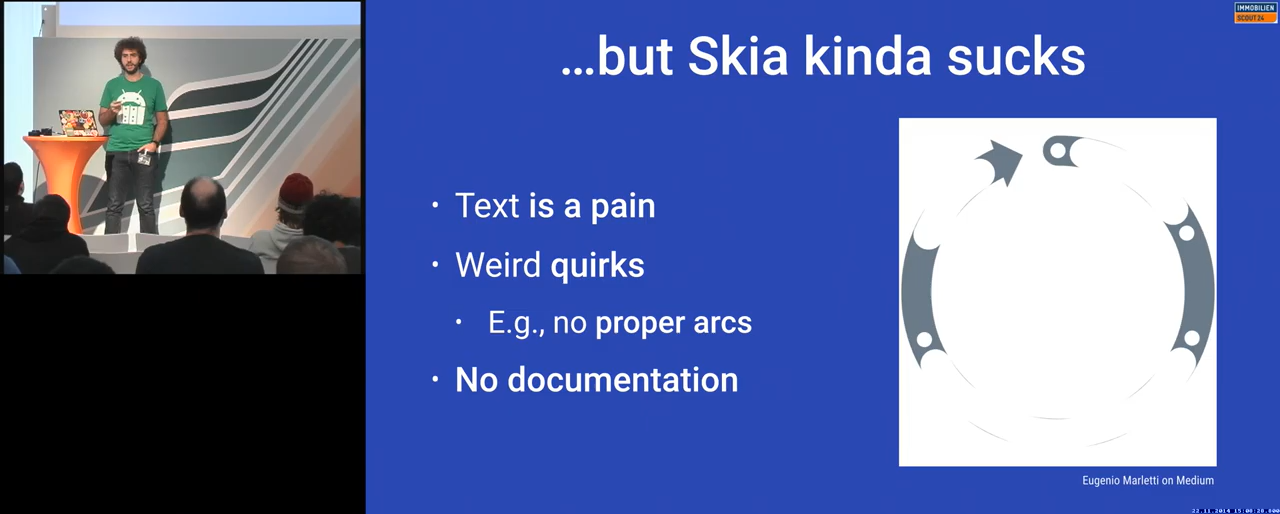 IMMOBILIEN
SCOUT24
...but Skia kinda sucks
• Text is a pain
• Weird quirks
• E.g., no proper arcs
• No documentation
Eugenio Marletti on Medium